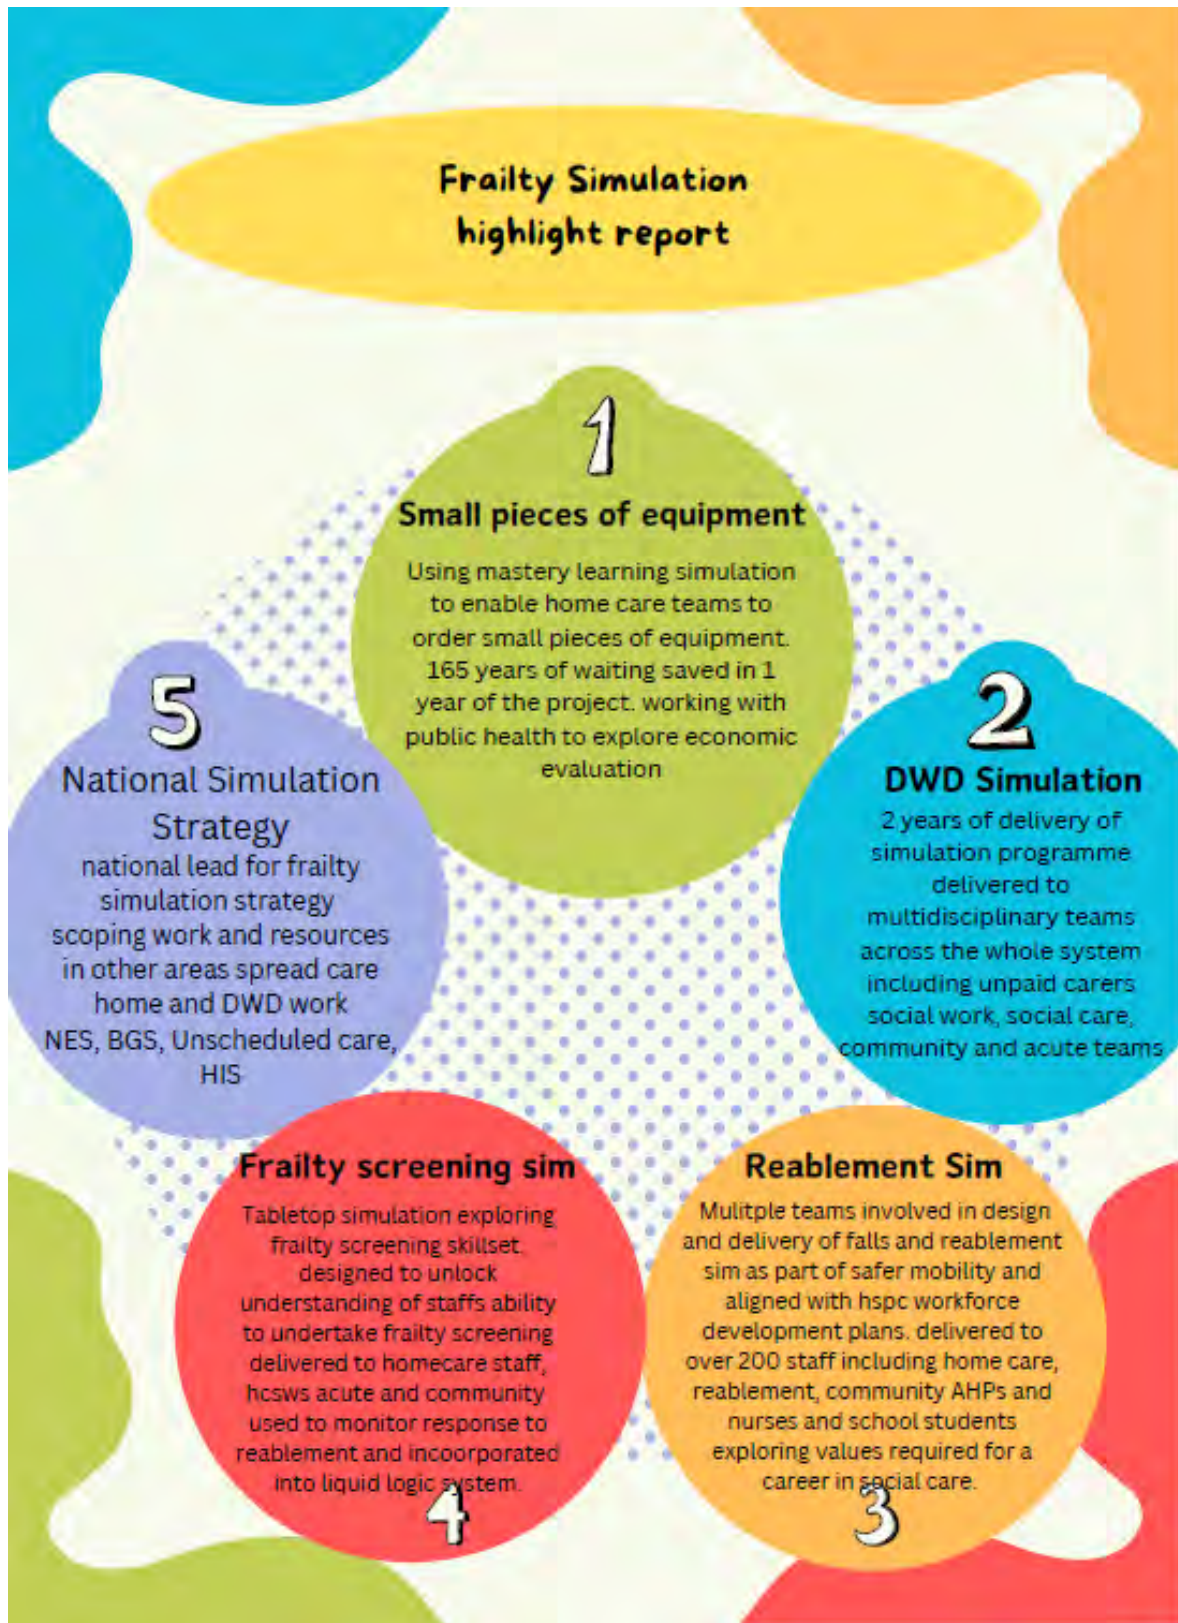 Frailty Simulation
highlight report
1
Small pieces of equipment
Using mastery learning simulation
to enable home care teams to
order small pieces of equipment.
165 years of waiting saved in 1
year of the project. working with
public health to explore economic
evaluation
2
DWD Simulation
2 years of delivery of
simulation programme
delivered to
multidisciplinary teams
across the whole system
including unpaid carers
social work, social care,
community and acute teams
Reablement Sim
Mulitple teams involved in design
and delivery of falls and reablement
sim as part of safer mobility and
aligned with hspc workforce
development plans. delivered to
over 200 staff including home care,
reablement, community AHPs and
nurses and school students
exploring values required for a
career in social care.
3
Frailty screening sim
Tabletop simulation exploring
frailty screening skillset
designed to unlock
understanding of staffs ability
to undertake frailty screening
delivered to homecare staff,
hcsws acute and community
used to monitor response to
reablement and incoorporated
into liquid logic system.
4
5
National Simulation
Strategy
national lead for frailty
simulation strategy
scoping work and resources
in other areas spread care
home and DWD work
NES, BGS, Unscheduled care,
HIS